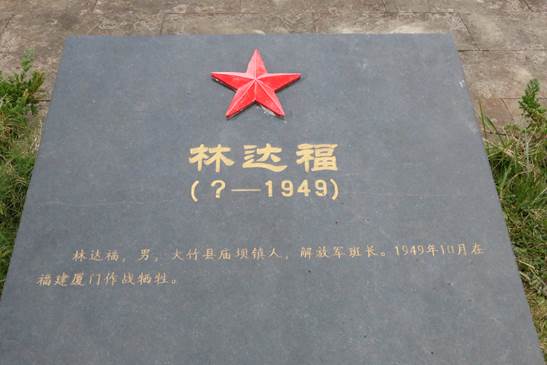 林达福
(?—1949)
林达福，男，大竹县庙坝镇人，解放军班长。1949年10月在
福建厦门作战牺牲。